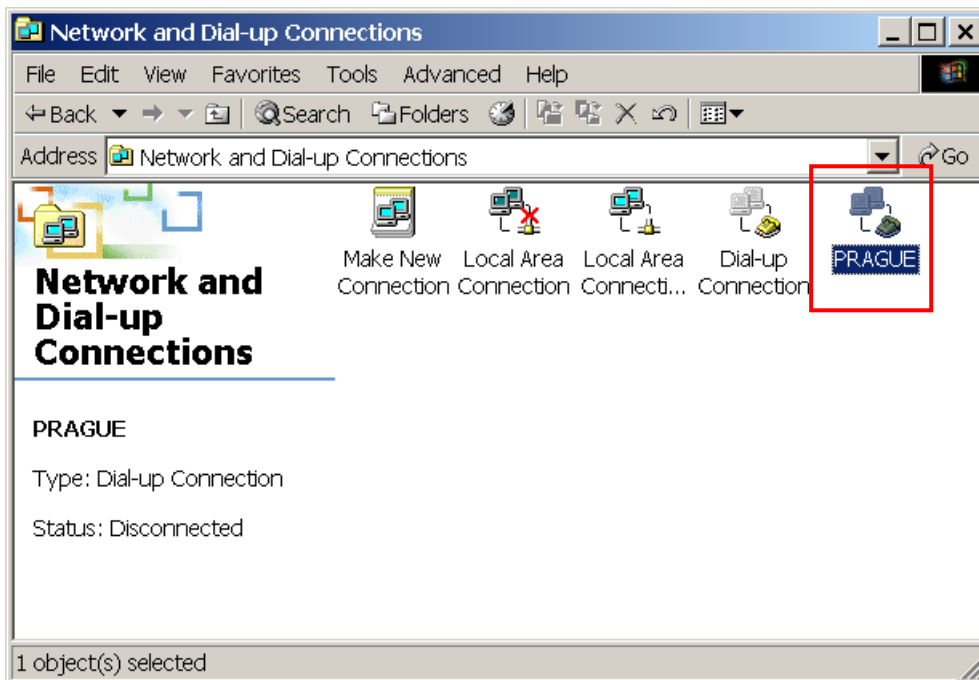 Network and Dial-up Connections
File Edit View Favorites Tools Advanced Help
Back Search Folders
Address Network and Dial-up Connections Go
Make New Connection
Local Area Connection
Local Area Connecti...
Dial-up Connection
PRAGUE
Network and
Dial-up
Connections
PRAGUE
Type: Dial-up Connection
Status: Disconnected
1 object(s) selected